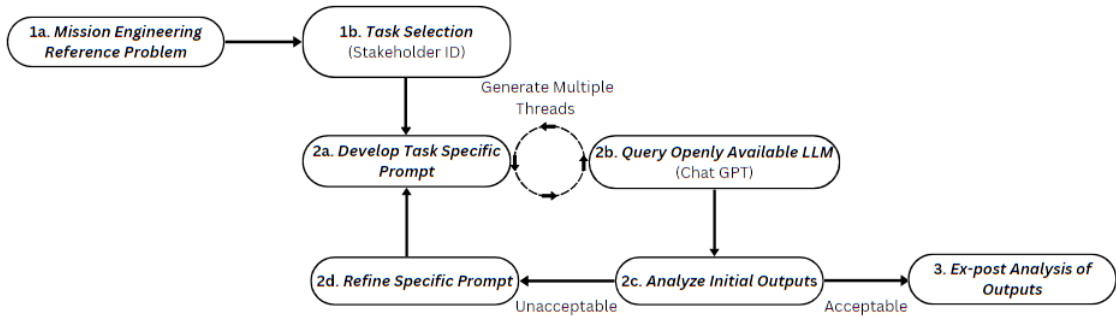 1a. Mission Engineering
Reference Problem
1b. Task Selection
(Stakeholder ID)
Generate Multiple
Threads
2a. Develop Task Specific
Prompt
2b. Query Openly Available LLM
(Chat GPT)
2d. Refine Specific Prompt
Unacceptable
2c. Analyze Initial Outputs
Acceptable
3. Ex-post Analysis of
Outputs